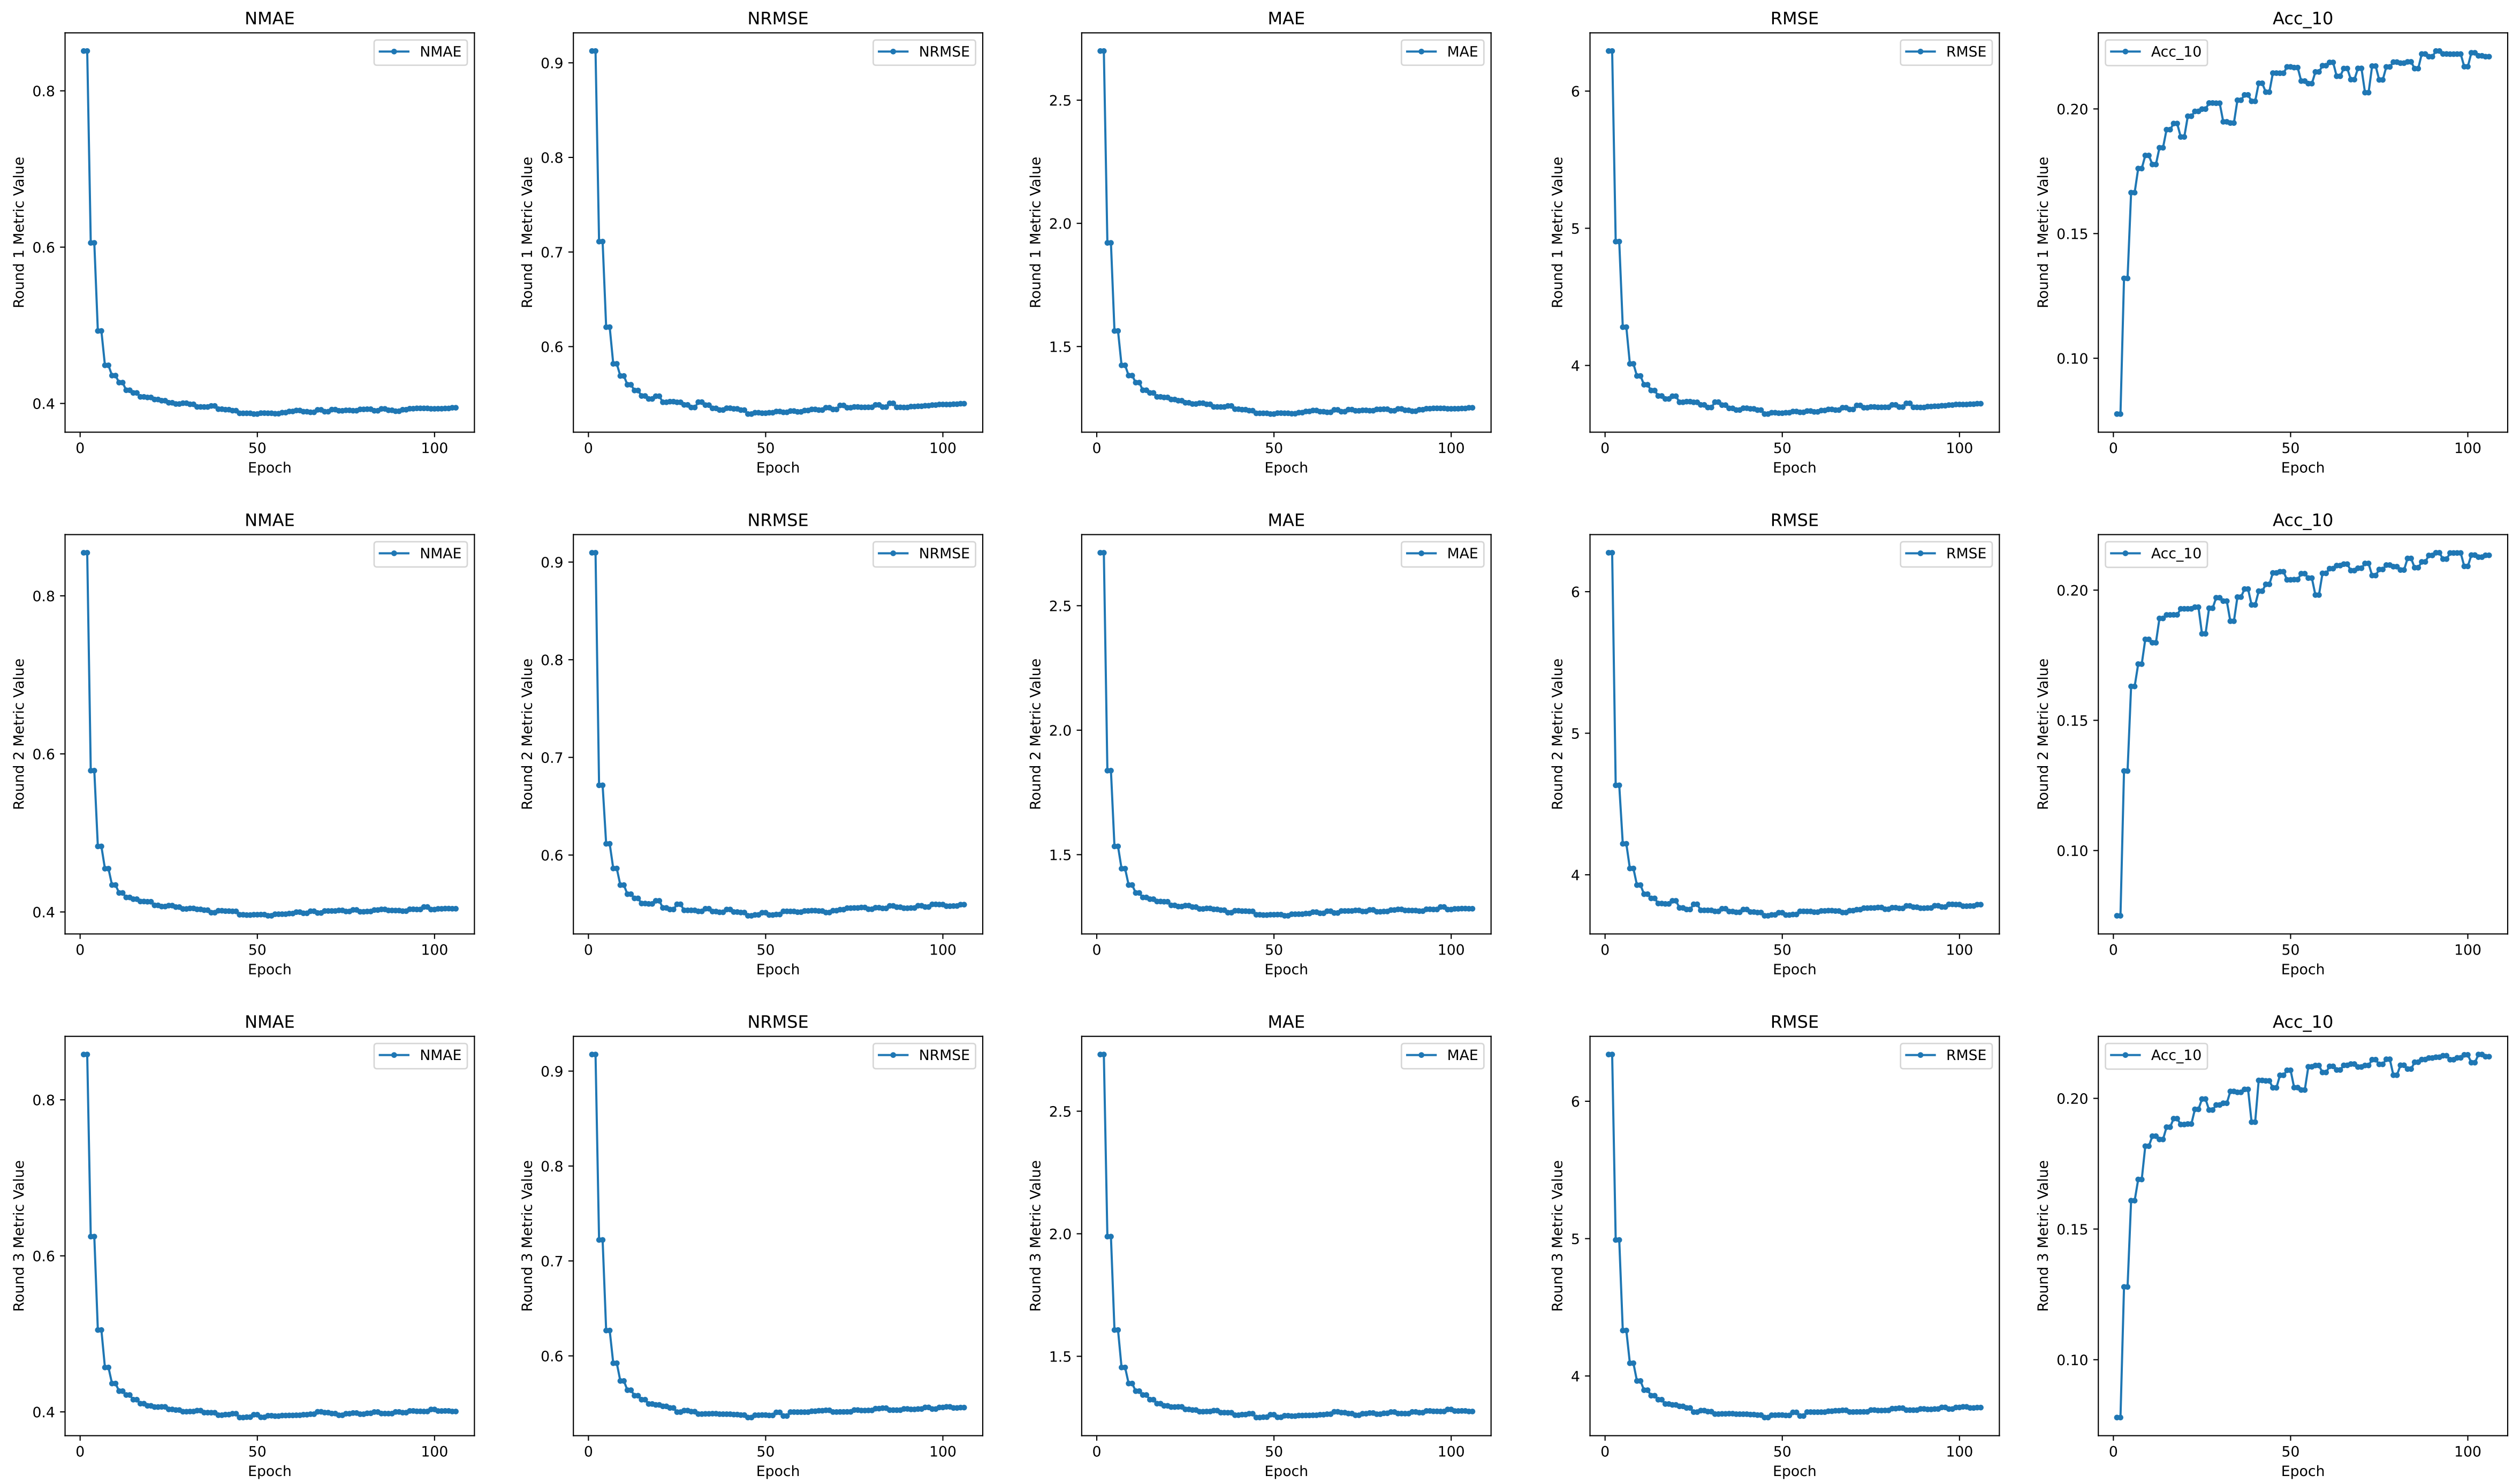 NMAE
NMAE
0.8
0.6
0.4
Round 1 Metric Value
0
50
100
Epoch
NRMSE
NRMSE
0.9
0.8
0.7
0.6
Round 1 Metric Value
0
50
100
Epoch
MAE
MAE
2.5
2.0
1.5
Round 1 Metric Value
0
50
100
Epoch
RMSE
RMSE
6
5
4
Round 1 Metric Value
0
50
100
Epoch
Acc_10
Acc_10
0.20
0.15
0.10
Round 1 Metric Value
0
50
100
Epoch
NMAE
NMAE
0.8
0.6
0.4
Round 2 Metric Value
0
50
100
Epoch
NRMSE
NRMSE
0.9
0.8
0.7
0.6
Round 2 Metric Value
0
50
100
Epoch
MAE
MAE
2.5
2.0
1.5
Round 2 Metric Value
0
50
100
Epoch
RMSE
RMSE
6
5
4
Round 2 Metric Value
0
50
100
Epoch
Acc_10
Acc_10
0.20
0.15
0.10
Round 2 Metric Value
0
50
100
Epoch
NMAE
NMAE
0.8
0.6
0.4
Round 3 Metric Value
0
50
100
Epoch
NRMSE
NRMSE
0.9
0.8
0.7
0.6
Round 3 Metric Value
0
50
100
Epoch
MAE
MAE
2.5
2.0
1.5
Round 3 Metric Value
0
50
100
Epoch
RMSE
RMSE
6
5
4
Round 3 Metric Value
0
50
100
Epoch
Acc_10
Acc_10
0.20
0.15
0.10
Round 3 Metric Value
0
50
100
Epoch